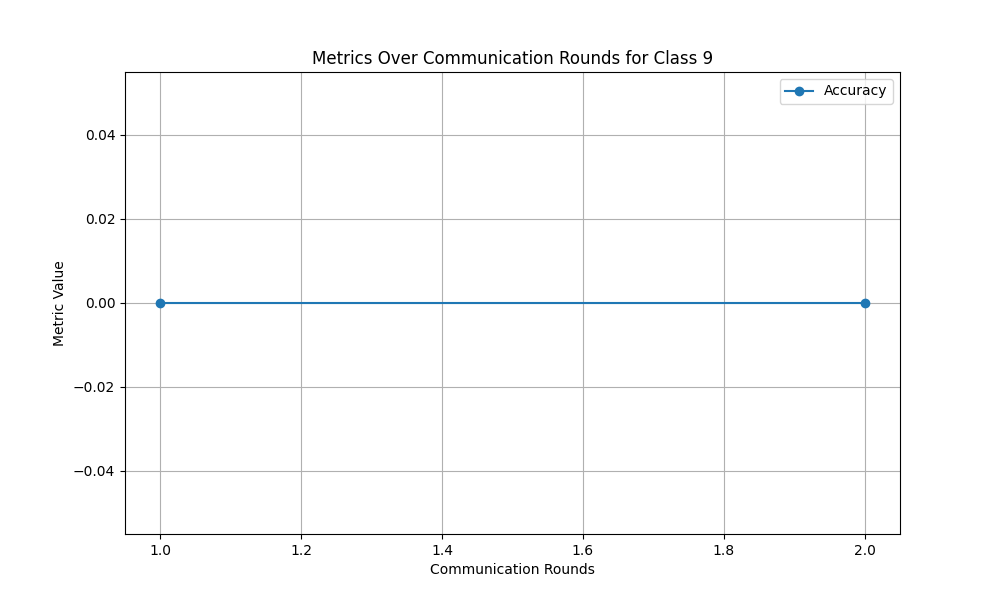 Metrics Over Communication Rounds for Class 9
Accuracy
0.04
0.02
0.00
−0.02
−0.04
Metric Value
1.0 1.2 1.4 1.6 1.8 2.0
Communication Rounds